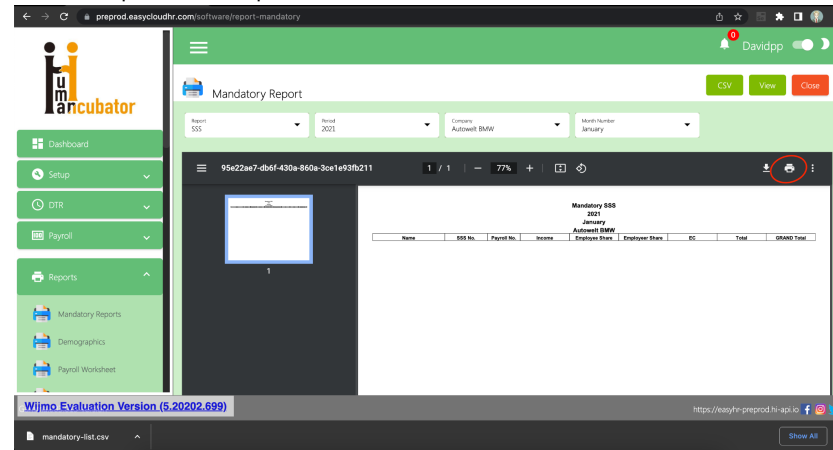 preprod.easycloudhr.com/software/report-mandatory
Human
incubator
0
Davidpp
Mandatory Report
CSV
View
Close
Report
SSS
Period
2021
Company
Autowelt BMW
Month Number
January
Dashboard
Setup
DTR
Payroll
Reports
Mandatory Reports
Demographics
Payroll Worksheet
95e22ae7-db6f-430a-860a-3ce1e93fb211
1 / 1
77%
1
Mandatory SSS
2021
January
Autowelt BMW
Name SSS No. Payroll No. Income Employee Share Employeer Share EC Total GRAND Total
Wijmo Evaluation Version (5.20202.699)
https://easyhr-preprod.hi-api.io
mandatory-list.csv
Show All